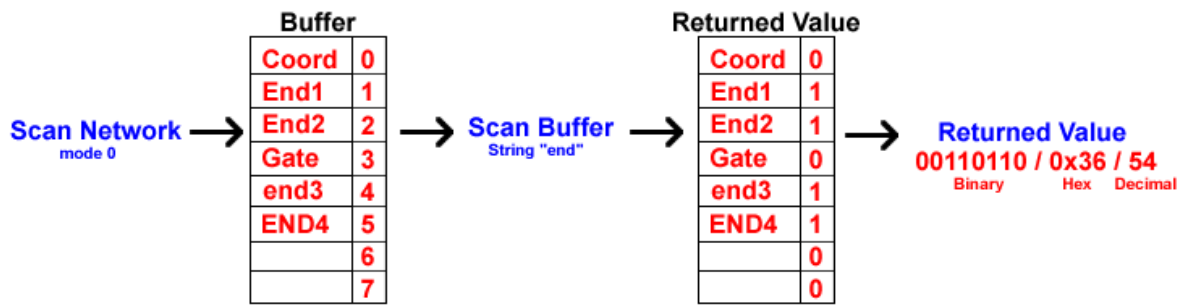 Buffer
Returned Value
Coord 0
End1 1
End2 2
Gate 3
end3 4
END4 5
6
7
Scan Network
mode 0
Scan Buffer
String "end"
Coord 0
End1 1
End2 1
Gate 0
end3 1
END4 1
0
0
Returned Value
00110110 / 0x36 / 54
Binary Hex Decimal